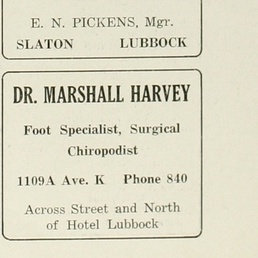 E. N. PICKENS, Mgr.
SLATON LUBBOCK
DR. MARSHALL HARVEY
Foot Specialist, Surgical
Chiropodist
1109A Ave. K Phone 840
Across Street and North
of Hotel Lubbock